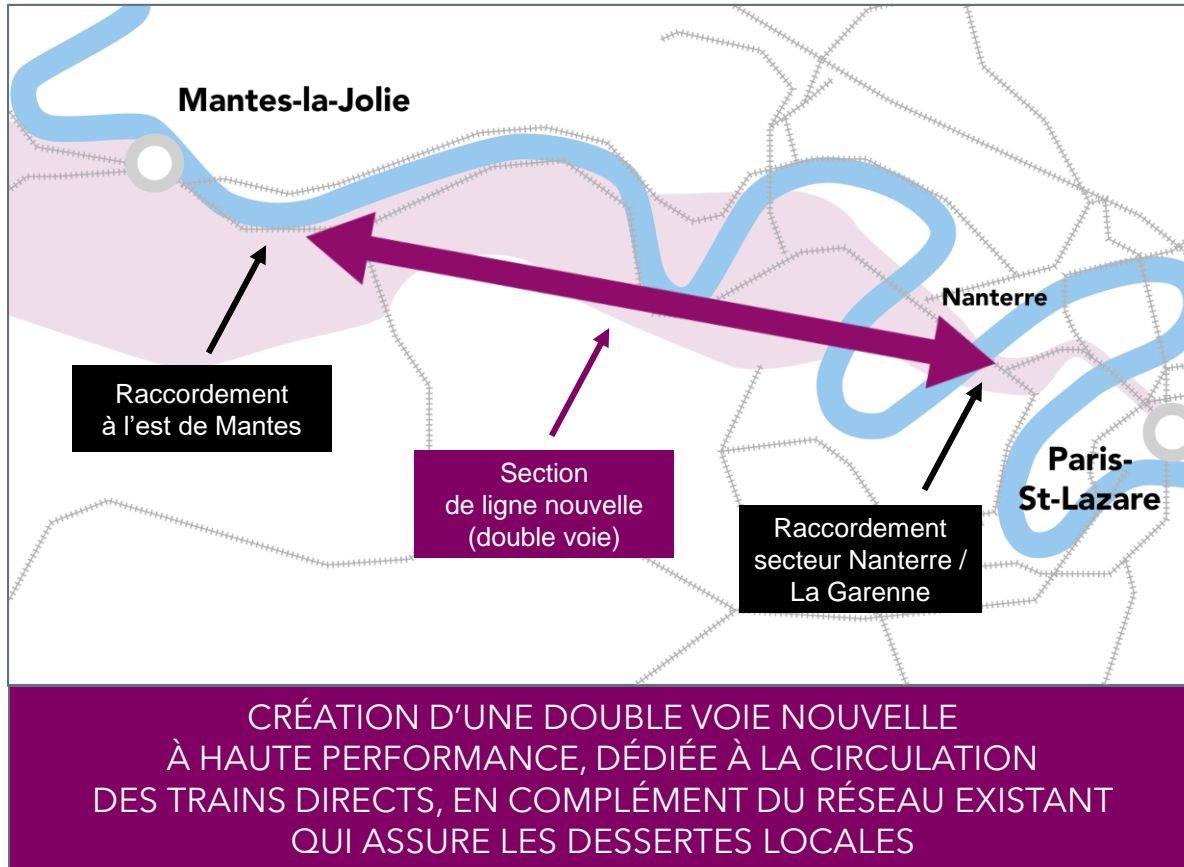 Mantes-la-Jolie
Nanterre
Raccordement
à l’est de Mantes
Section
de ligne nouvelle
(double voie)
Paris-
St-Lazare
Raccordement
secteur Nanterre /
La Garenne
CRÉATION D’UNE DOUBLE VOIE NOUVELLE
À HAUTE PERFORMANCE, DÉDIÉE À LA CIRCULATION
DES TRAINS DIRECTS, EN COMPLÉMENT DU RÉSEAU EXISTANT
QUI ASSURE LES DESSERTES LOCALES